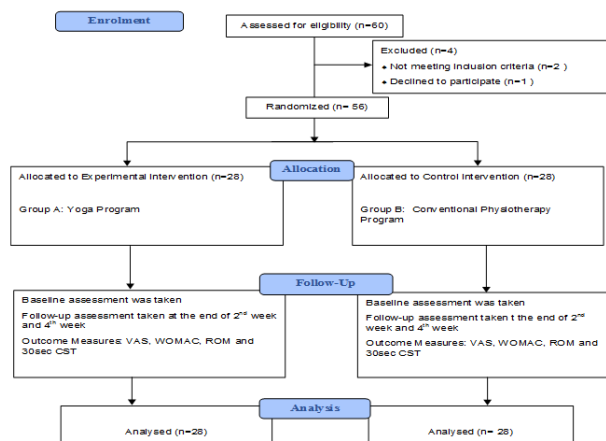 Enrolment
Assessed for eligibility (n=60)
Excluded (n=4)
♦ Not meeting inclusion criteria (n=2 )
♦ Declined to participate (n=1 )
Randomized (n= 56)
Allocation
Allocated to Experimental Intervention (n=28)
Group A: Yoga Program
Allocated to Control Intervention (n=28)
Group B: Conventional Physiotherapy
Program
Follow-Up
Baseline assessment was taken
Follow-up assessment taken at the end of 2nd
week and 4th week
Outcome Measures: VAS, WOMAC, ROM and
30sec CST
Baseline assessment was taken
Follow-up assessment taken t the end of 2nd
week and 4th week
Outcome Measures: VAS, WOMAC, ROM and
30sec CST
Analysis
Analysed (n=28)
Analysed (n= 28)